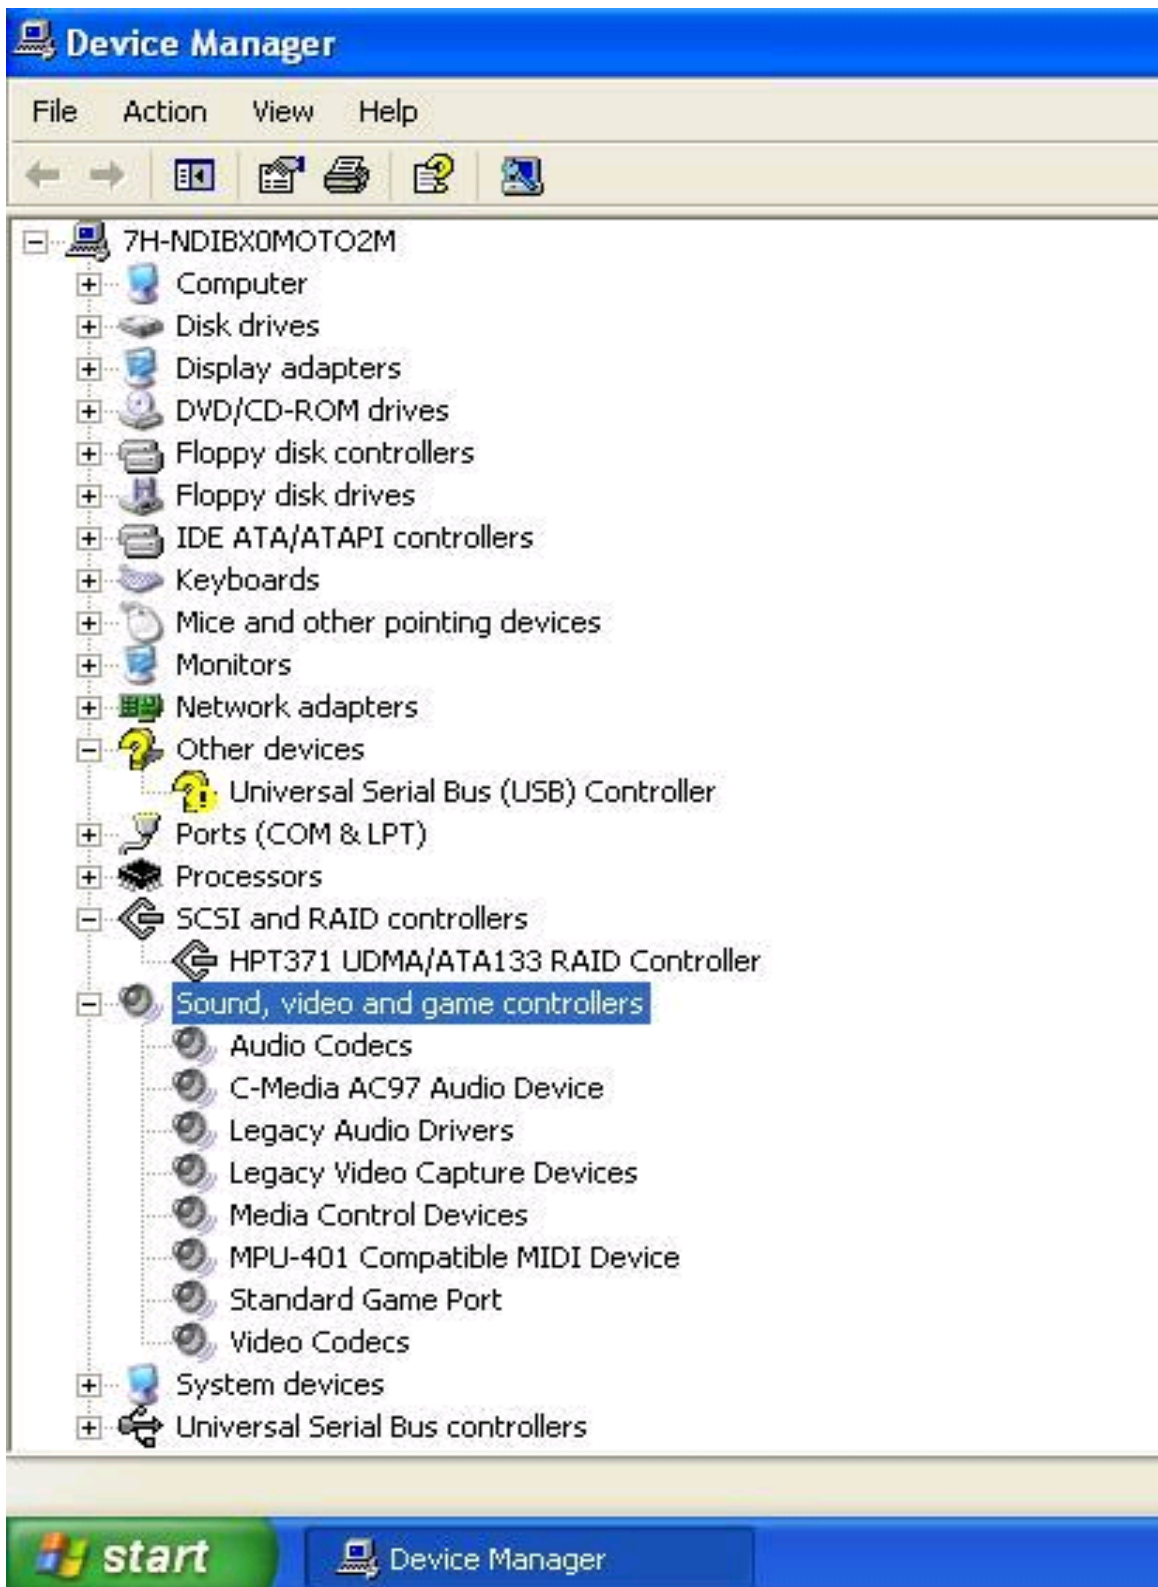 Device Manager
File Action View Help
7H-NDIBX0MOTO2M
Computer
Disk drives
Display adapters
DVD/CD-ROM drives
Floppy disk controllers
Floppy disk drives
IDE ATA/ATAPI controllers
Keyboards
Mice and other pointing devices
Monitors
Network adapters
Other devices
Universal Serial Bus (USB) Controller
Ports (COM & LPT)
Processors
SCSI and RAID controllers
HPT371 UDMA/ATA133 RAID Controller
Sound, video and game controllers
Audio Codecs
C-Media AC97 Audio Device
Legacy Audio Drivers
Legacy Video Capture Devices
Media Control Devices
MPU-401 Compatible MIDI Device
Standard Game Port
Video Codecs
System devices
Universal Serial Bus controllers
start Device Manager